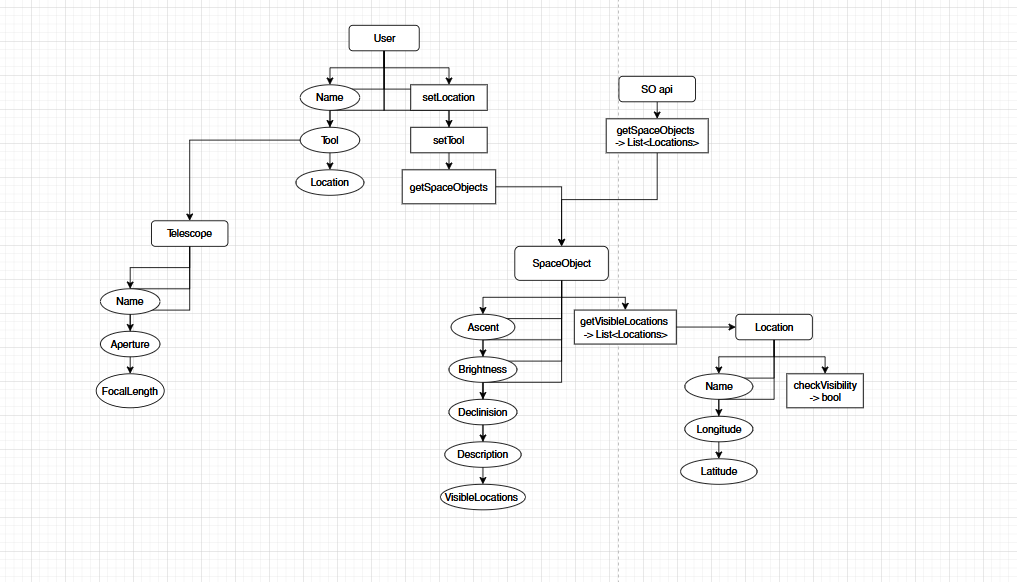 User
Name
setLocation
SO api
getSpaceObjects
-> List<Locations>
Tool
setTool
Location
getSpaceObjects
Telescope
SpaceObject
Name
Aperture
FocalLength
Ascent
getVisibleLocations
-> List<Locations>
Location
Brightness
Name
checkVisibility
-> bool
Declinision
Longitude
Description
Latitude
VisibleLocations